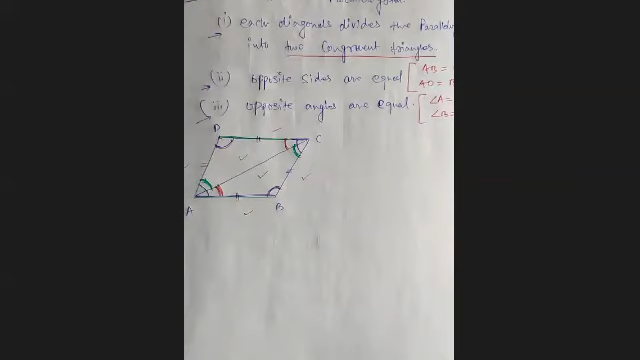 (i) each diagonals divides the
into two congruent triangles.
(ii) opposite sides are equal [ AB =
AD = B
(iii) opposite angles are equal. [ ∠A =
∠B =
D C
A B